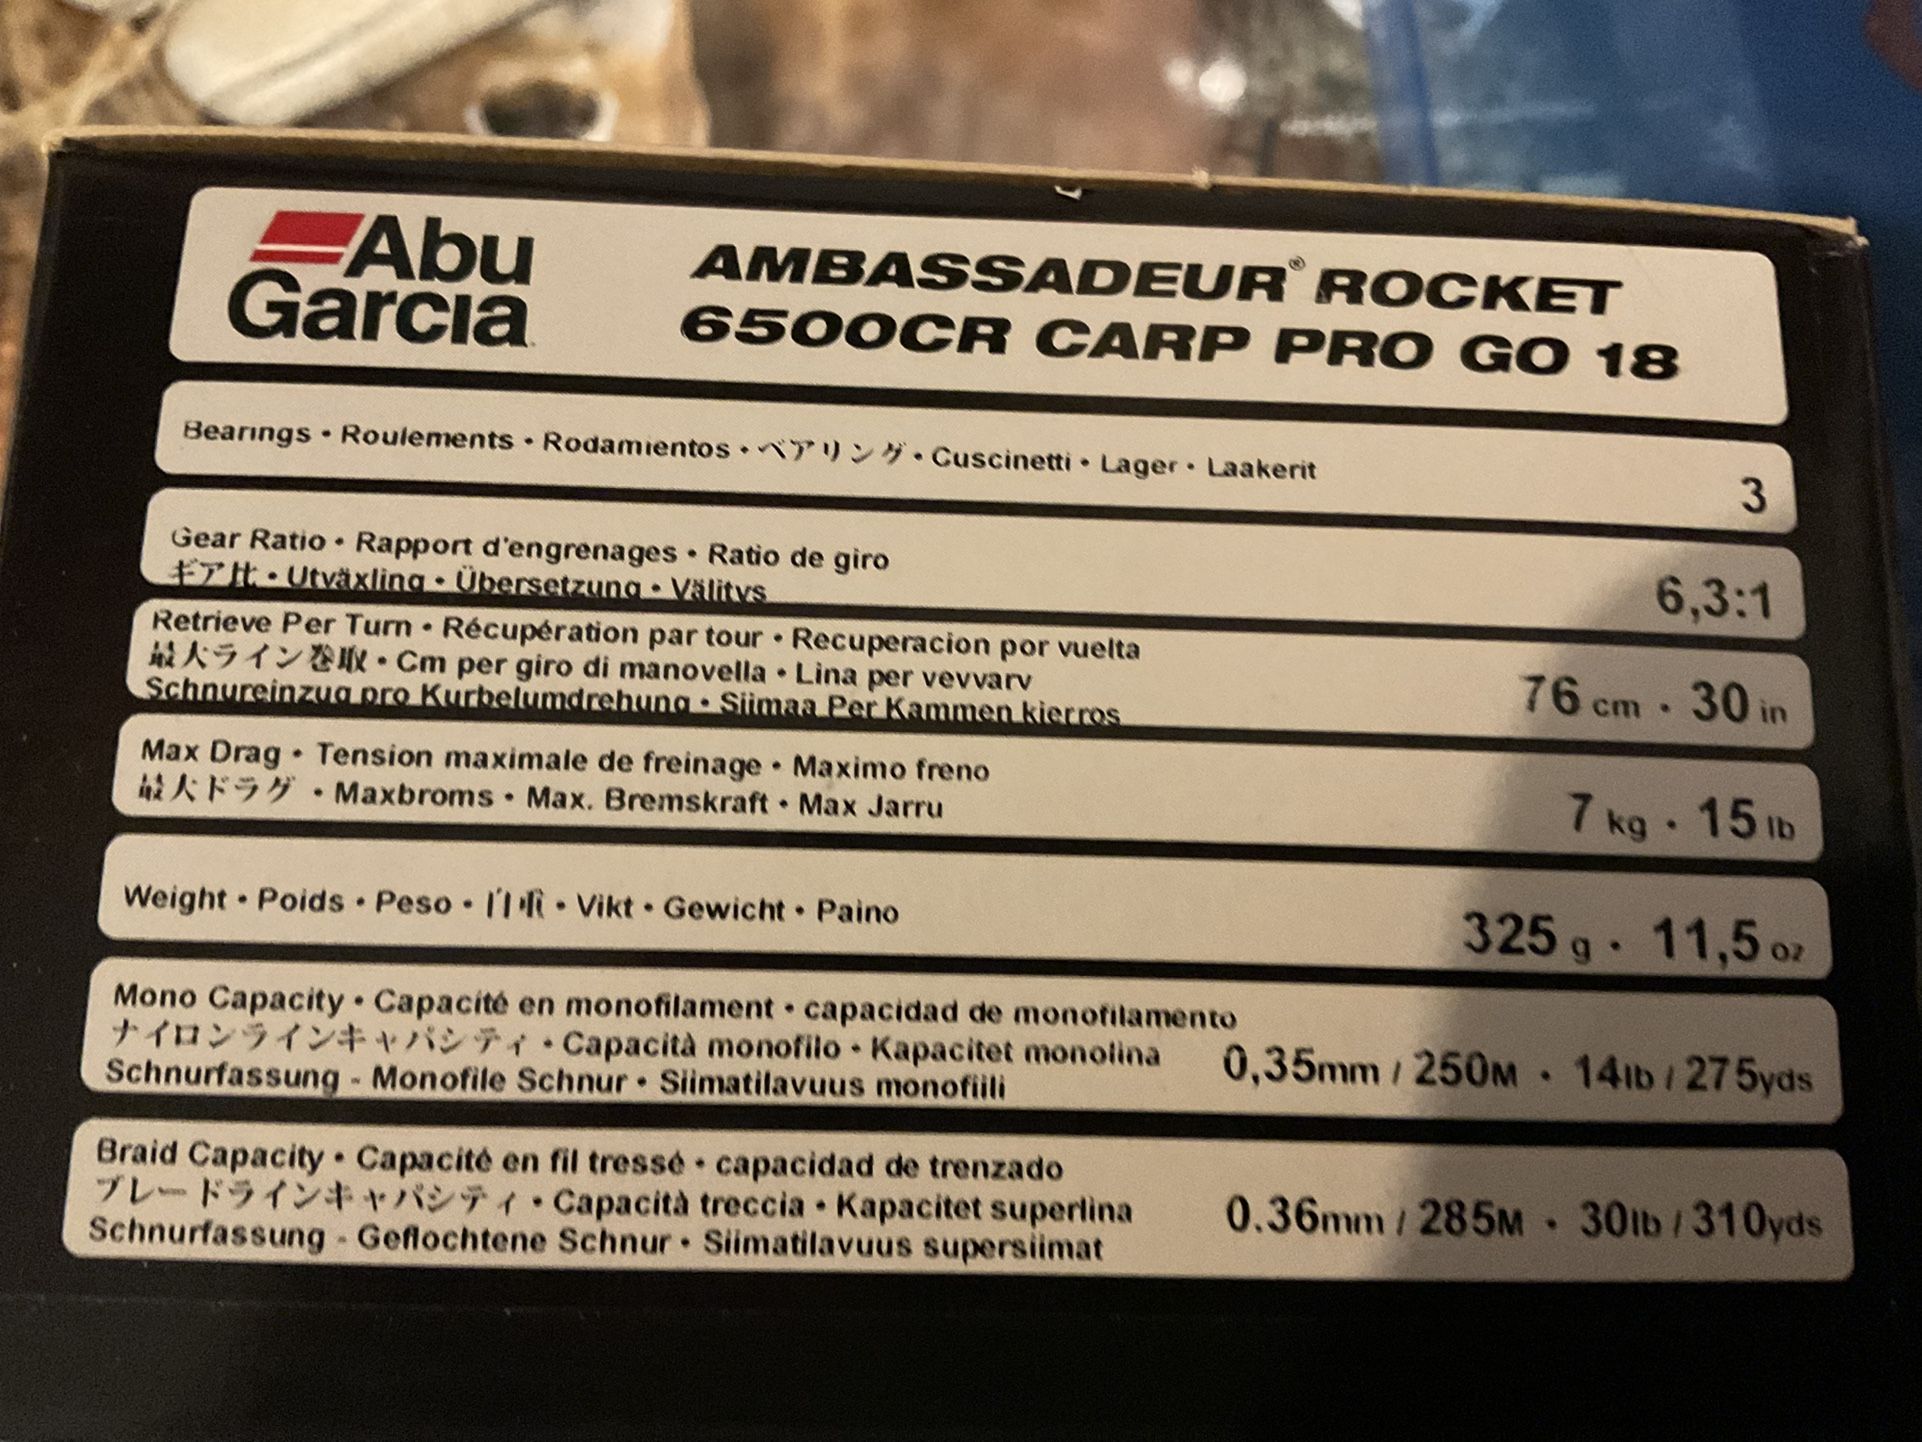 Abu
Garcia
AMBASSADEUR® ROCKET
6500CR CARP PRO GO 18
Bearings • Roulements • Rodamientos • ベアリング • Cuscinetti • Lager • Laakerit
3
Gear Ratio • Rapport d'engrenages • Ratio de giro
ギア比 • Utväxling • Übersetzung • Välitys
6,3:1
Retrieve Per Turn • Récupération par tour • Recuperacion por vuelta
最大ライン巻取 • Cm per giro di manovella • Lina per vevvarv
Schnureinzug pro Kurbelumdrehung • Siimaa Per Kammen kierros
76 cm • 30 in
Max Drag • Tension maximale de freinage • Maximo freno
最大ドラグ • Maxbroms • Max. Bremskraft • Max Jarru
7 kg • 15 lb
Weight • Poids • Peso • 自重 • Vikt • Gewicht • Paino
325 g • 11,5 oz
Mono Capacity • Capacité en monofilament • capacidad de monofilamento
ナイロンラインキャパシティ • Capacità monofilo • Kapacitet monolina
Schnurfassung - Monofile Schnur • Siimatilavuus monofiili
0,35mm / 250M • 14lb / 275yds
Braid Capacity • Capacité en fil tressé • capacidad de trenzado
ブレードラインキャパシティ • Capacità treccia • Kapacitet superlina
Schnurfassung - Geflochtene Schnur • Siimatilavuus supersiimat
0.36mm / 285M • 30lb / 310yds